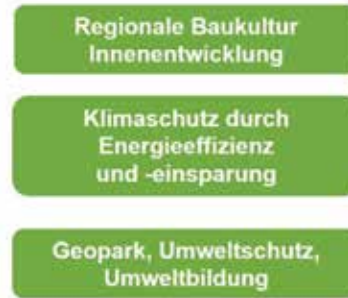 Regionale Baukultur
Innenentwicklung
Klimaschutz durch
Energieeffizienz
und -einsparung
Geopark, Umweltschutz,
Umweltbildung